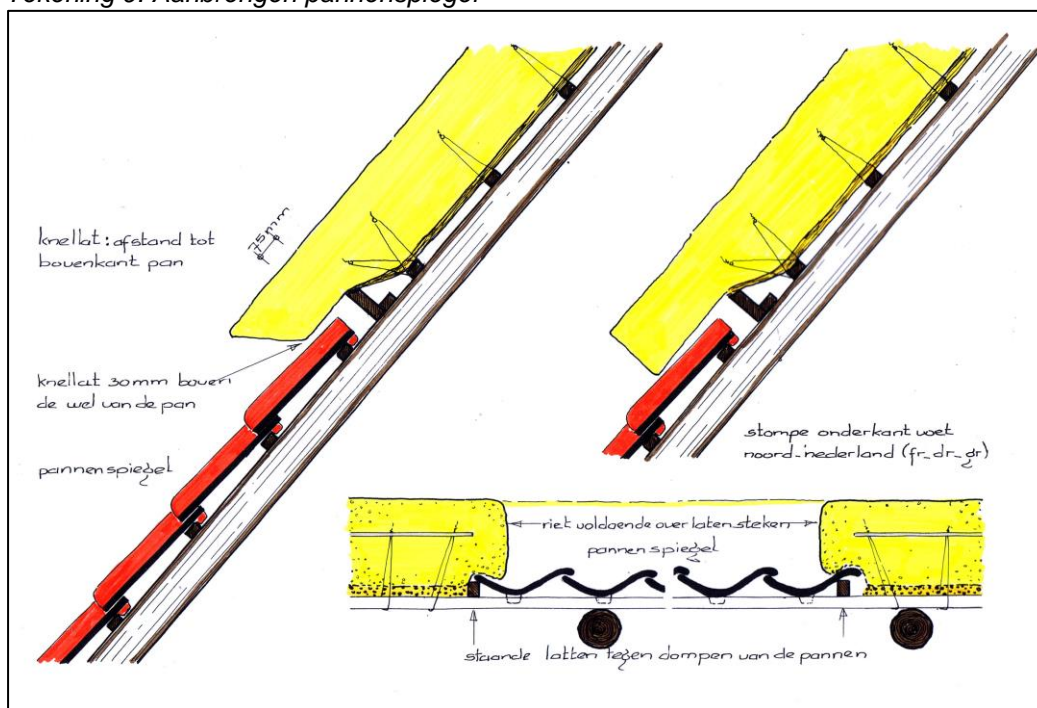 Tekening 9: Aanbrengen pannenspiegel
75mm
knellat: afstand tot
bovenkant pan
knellat 30mm boven
de wel van de pan
pannenspiegel
stompe onderkant voet
noord-nederland (fr-dr-gr)
riet voldoende over laten steken
pannenspiegel
staande latten tegen dompen van de pannen